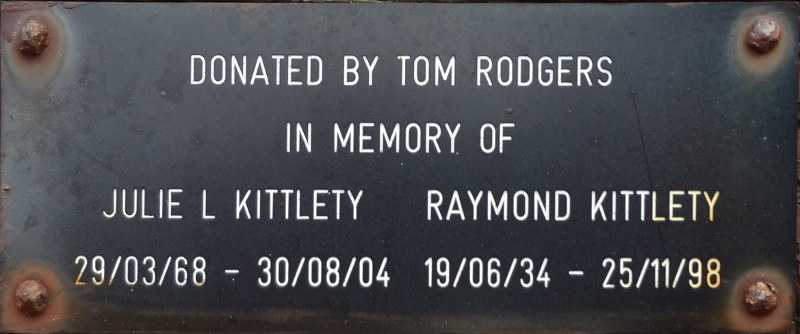 DONATED BY TOM RODGERS
IN MEMORY OF
JULIE L KITTLETY RAYMOND KITTLETY
29/03/68 - 30/08/04 19/06/34 - 25/11/98